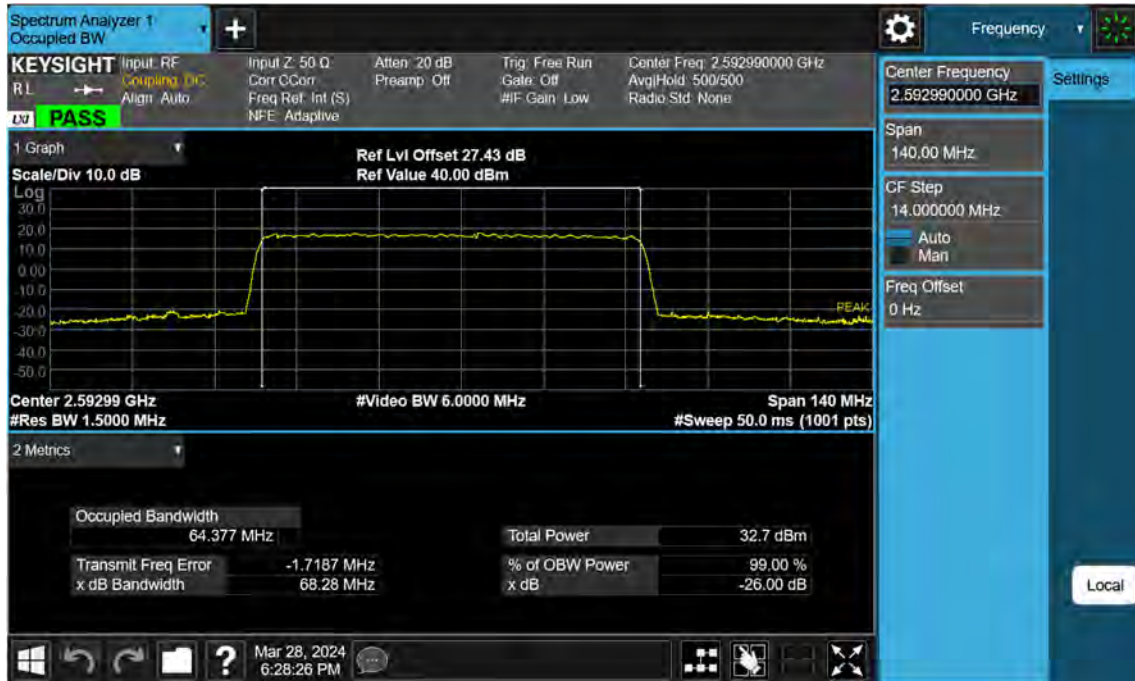 Spectrum Analyzer 1
Occupied BW
Frequency
KEYSIGHT
Input: RF
Input Z: 50 Ω
Atten: 20 dB
Trig: Free Run
Center Freq: 2.592990000 GHz
R L
Coupling: DC
Corr CCorr
Preamp: Off
Gate: Off
Avg|Hold: 500/500
Align: Auto
Freq Ref: Int (S)
#IF Gain: Low
Radio Std: None
NFE: Adaptive
LXI
PASS
Center Frequency
2.592990000 GHz
Settings
Span
140.00 MHz
CF Step
14.000000 MHz
Auto
Man
Freq Offset
0 Hz
Local
1 Graph
Ref Lvl Offset 27.43 dB
Scale/Div 10.0 dB
Ref Value 40.00 dBm
Log
30.0
20.0
10.0
0.00
-10.0
-20.0
-30.0
-40.0
-50.0
PEAK
Center 2.59299 GHz
#Video BW 6.0000 MHz
Span 140 MHz
#Res BW 1.5000 MHz
#Sweep 50.0 ms (1001 pts)
2 Metrics
Occupied Bandwidth
64.377 MHz
Total Power 32.7 dBm
Transmit Freq Error -1.7187 MHz
% of OBW Power 99.00 %
x dB Bandwidth 68.28 MHz
x dB -26.00 dB
?
Mar 28, 2024
6:28:26 PM